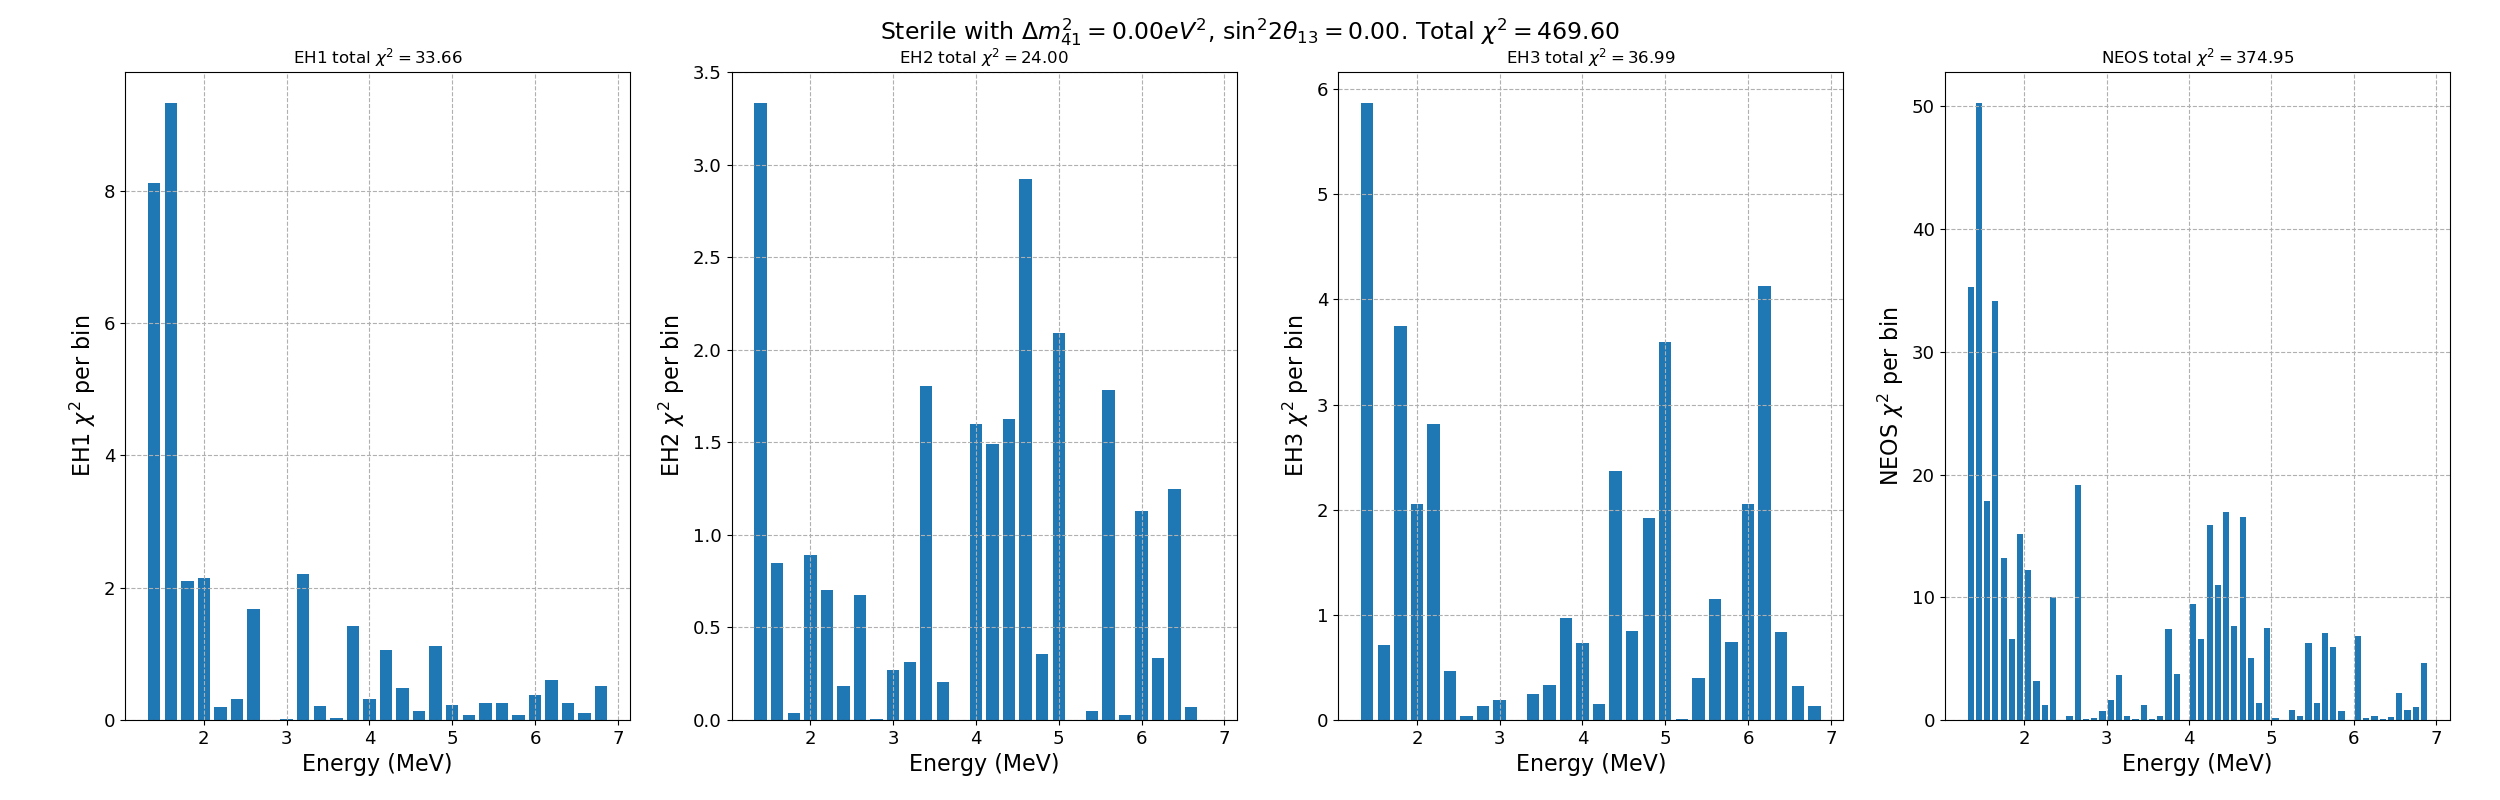 Sterile with Δm²₄₁ = 0.00eV², sin²2θ₁₃ = 0.00. Total χ² = 469.60
EH1 total χ² = 33.66
EH2 total χ² = 24.00
EH3 total χ² = 36.99
NEOS total χ² = 374.95
EH1 χ² per bin
8
6
4
2
0
2 3 4 5 6 7
Energy (MeV)
EH2 χ² per bin
3.5
3.0
2.5
2.0
1.5
1.0
0.5
0.0
2 3 4 5 6 7
Energy (MeV)
EH3 χ² per bin
6
5
4
3
2
1
0
2 3 4 5 6 7
Energy (MeV)
NEOS χ² per bin
50
40
30
20
10
0
2 3 4 5 6 7
Energy (MeV)